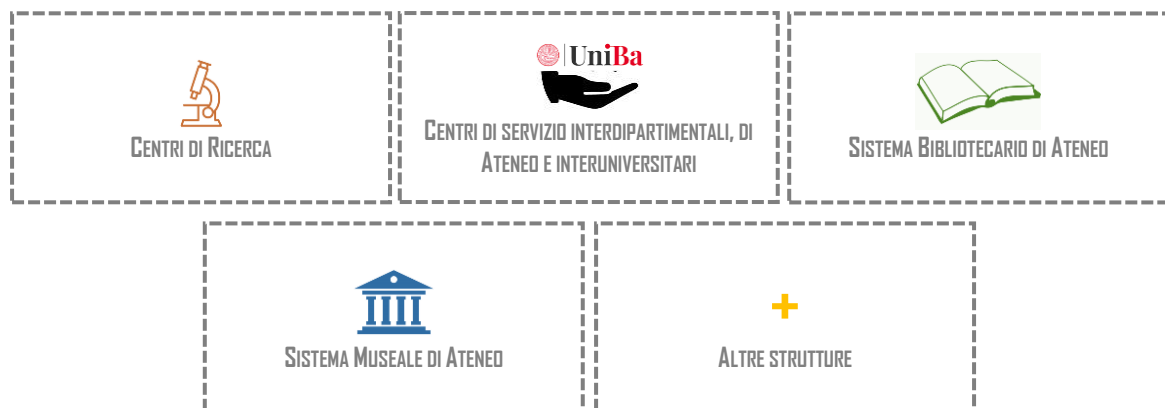 UniBa
CENTRI DI RICERCA
CENTRI DI SERVIZIO INTERDIPARTIMENTALI, DI
ATENEO E INTERUNIVERSITARI
SISTEMA BIBLIOTECARIO DI ATENEO
SISTEMA MUSEALE DI ATENEO
+
ALTRE STRUTTURE